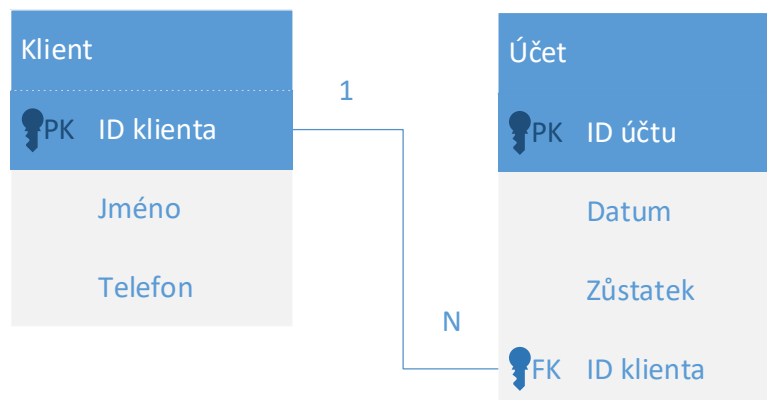 Klient
PK ID klienta
Jméno
Telefon
1
N
Účet
PK ID účtu
Datum
Zůstatek
FK ID klienta